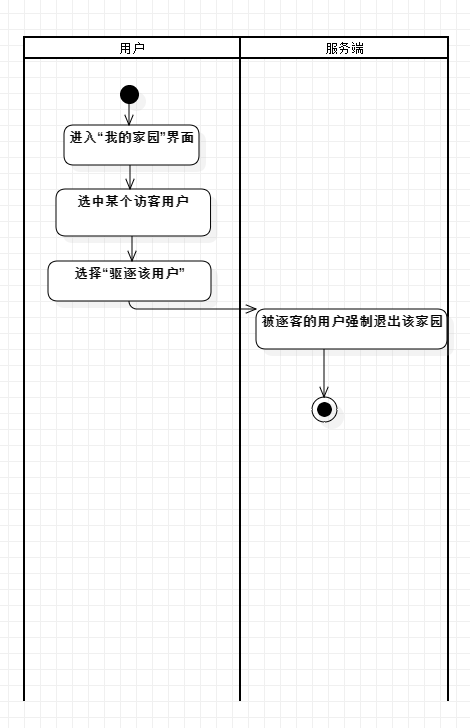 用户
服务端
进入“我的家园”界面
选中某个访客用户
选择“驱逐该用户”
被逐客的用户强制退出该家园